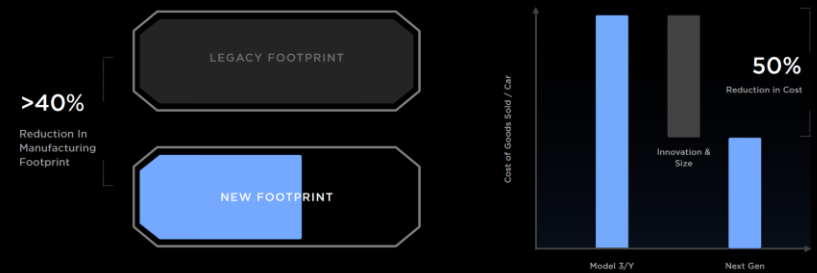 LEGACY FOOTPRINT
>40%
Reduction In
Manufacturing
Footprint
NEW FOOTPRINT
Cost of Goods Sold / Car
50%
Reduction in Cost
Innovation &
Size
Model 3/Y
Next Gen